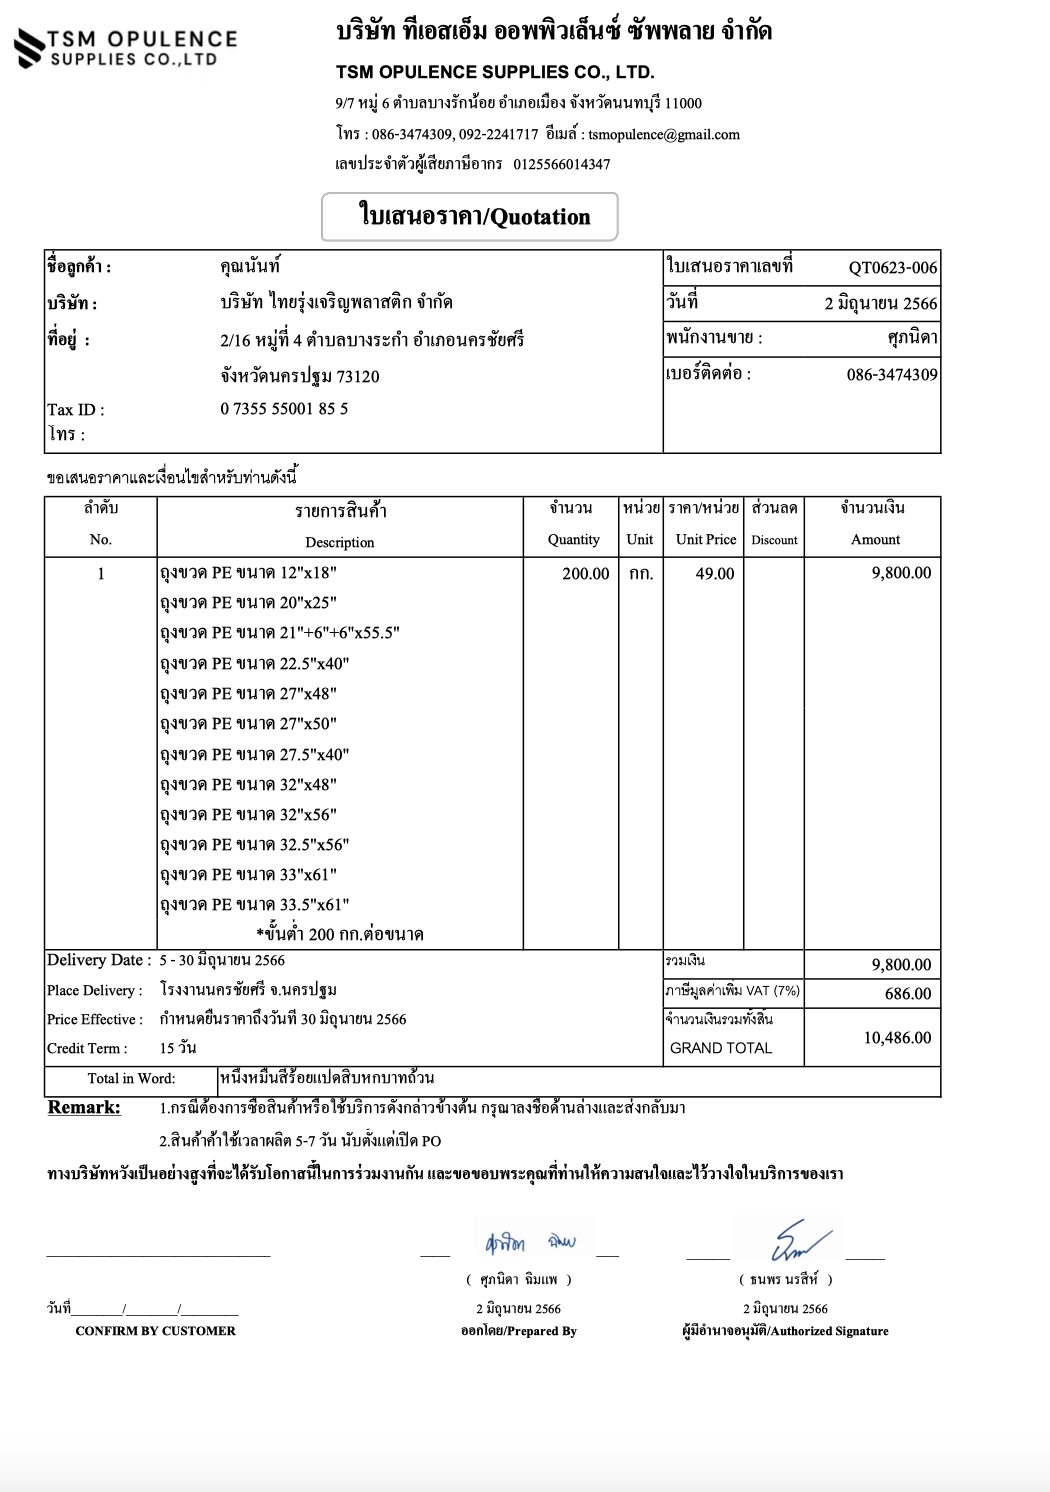 TSM OPULENCE
SUPPLIES CO.,LTD
บริษัท ทีเอสเอ็ม ออพพิวเล็นซ์ ซัพพลาย จำกัด
TSM OPULENCE SUPPLIES CO., LTD.
9/7 หมู่ 6 ตำบลบางรักน้อย อำเภอเมือง จังหวัดนนทบุรี 11000
โทร : 086-3474309, 092-2241717 อีเมล์ : tsmopulence@gmail.com
เลขประจำตัวผู้เสียภาษีอากร 0125566014347
ใบเสนอราคา/Quotation
ชื่อลูกค้า : คุณนันท์ ใบเสนอราคาเลขที่ QT0623-006
บริษัท : บริษัท ไทยรุ่งเจริญพลาสติก จำกัด วันที่ 2 มิถุนายน 2566
ที่อยู่ : 2/16 หมู่ที่ 4 ตำบลบางระกำ อำเภอนครชัยศรี พนักงานขาย : ศุภนิดา
จังหวัดนครปฐม 73120 เบอร์ติดต่อ : 086-3474309
Tax ID : 0 7355 55001 85 5
โทร :
ขอเสนอราคาและเงื่อนไขสำหรับท่านดังนี้
ลำดับ รายการสินค้า จำนวน หน่วย ราคา/หน่วย ส่วนลด จำนวนเงิน
No. Description Quantity Unit Unit Price Discount Amount
1 ถุงขวด PE ขนาด 12"x18" 200.00 กก. 49.00 9,800.00
ถุงขวด PE ขนาด 20"x25"
ถุงขวด PE ขนาด 21"+6"+6"x55.5"
ถุงขวด PE ขนาด 22.5"x40"
ถุงขวด PE ขนาด 27"x48"
ถุงขวด PE ขนาด 27"x50"
ถุงขวด PE ขนาด 27.5"x40"
ถุงขวด PE ขนาด 32"x48"
ถุงขวด PE ขนาด 32"x56"
ถุงขวด PE ขนาด 32.5"x56"
ถุงขวด PE ขนาด 33"x61"
ถุงขวด PE ขนาด 33.5"x61"
*ขั้นต่ำ 200 กก.ต่อขนาด
Delivery Date : 5 - 30 มิถุนายน 2566 รวมเงิน 9,800.00
Place Delivery : โรงงานนครชัยศรี จ.นครปฐม ภาษีมูลค่าเพิ่ม VAT (7%) 686.00
Price Effective : กำหนดยืนราคาถึงวันที่ 30 มิถุนายน 2566 จำนวนเงินรวมทั้งสิ้น 10,486.00
Credit Term : 15 วัน GRAND TOTAL
Total in Word: หนึ่งหมื่นสี่ร้อยแปดสิบหกบาทถ้วน
Remark: 1.กรณีต้องการซื้อสินค้าหรือใช้บริการดังกล่าวข้างต้น กรุณาลงชื่อด้านล่างและส่งกลับมา
2.สินค้าค้าใช้เวลาผลิต 5-7 วัน นับตั้งแต่เปิด PO
ทางบริษัทหวังเป็นอย่างสูงที่จะได้รับโอกาสนี้ในการร่วมงานกัน และขอขอบพระคุณที่ท่านให้ความสนใจและไว้วางใจในบริการของเรา
( ศุภนิดา ฉิมแพ ) ( ธนพร นรสีห์ )
วันที่_______/_______/________ 2 มิถุนายน 2566 2 มิถุนายน 2566
CONFIRM BY CUSTOMER ออกโดย/Prepared By ผู้มีอำนาจอนุมัติ/Authorized Signature